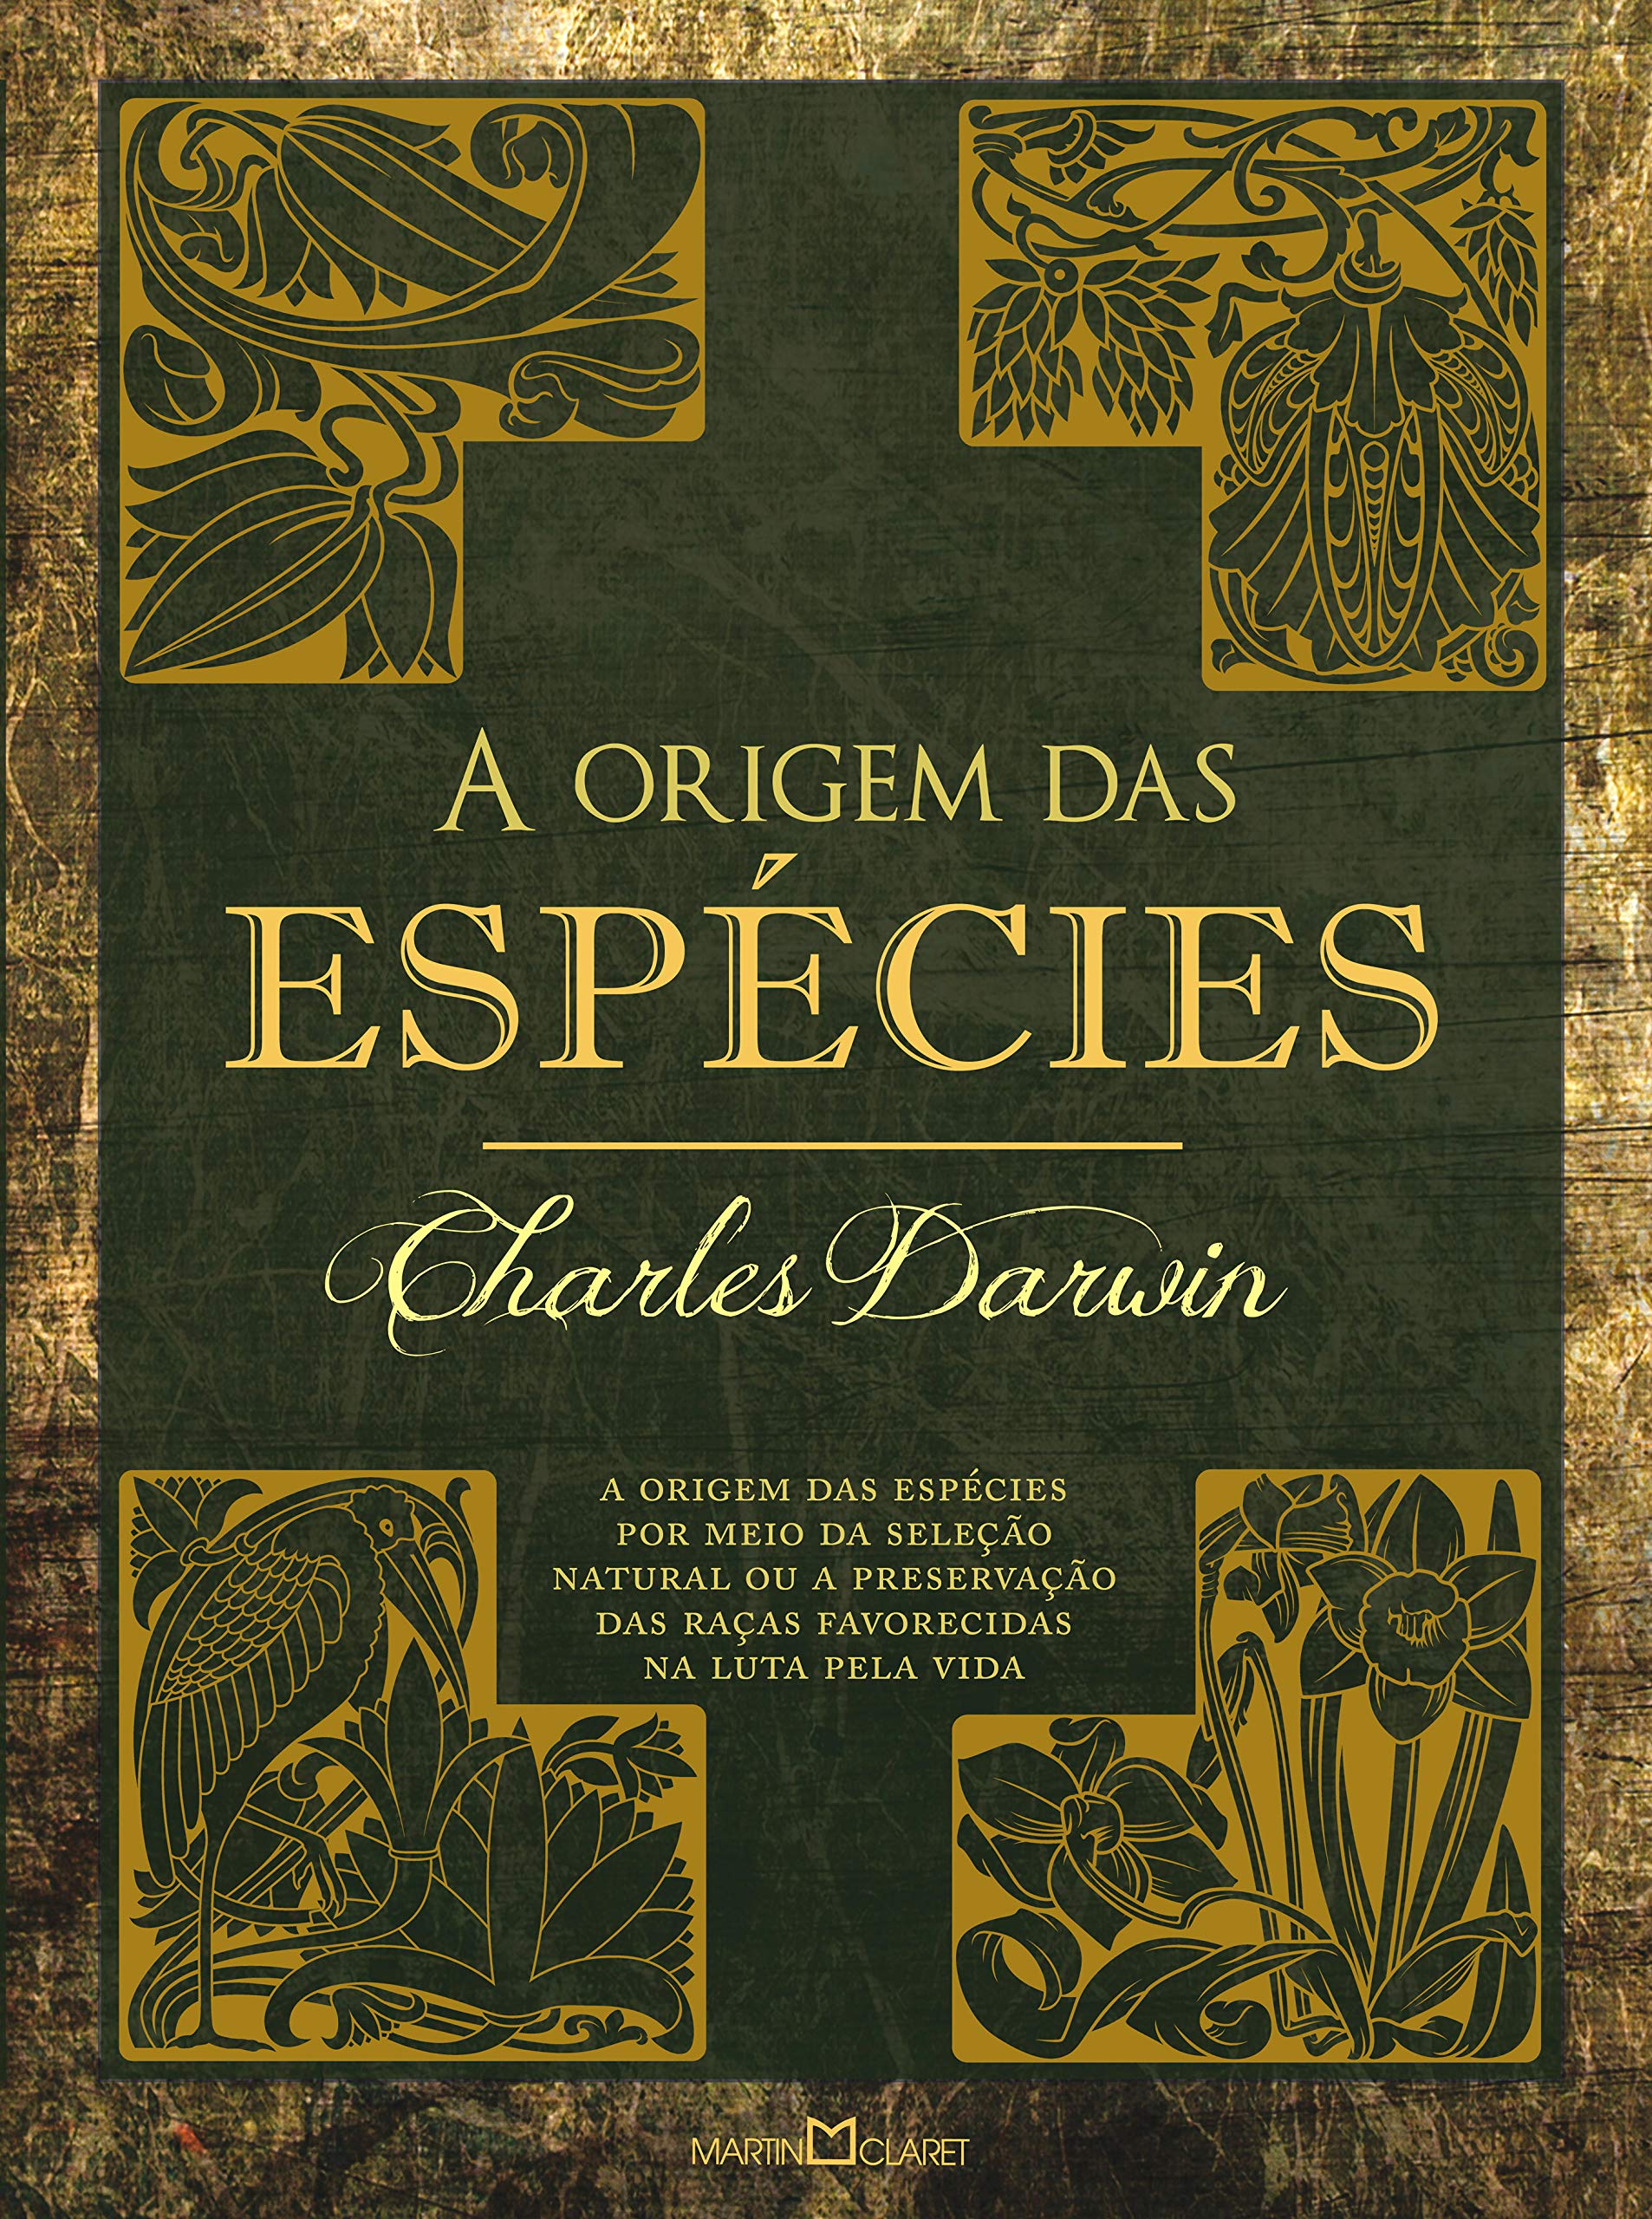 A ORIGEM DAS
ESPÉCIES
Charles Darwin
A ORIGEM DAS ESPÉCIES
POR MEIO DA SELEÇÃO
NATURAL OU A PRESERVAÇÃO
DAS RAÇAS FAVORECIDAS
NA LUTA PELA VIDA
MARTIN CLARET